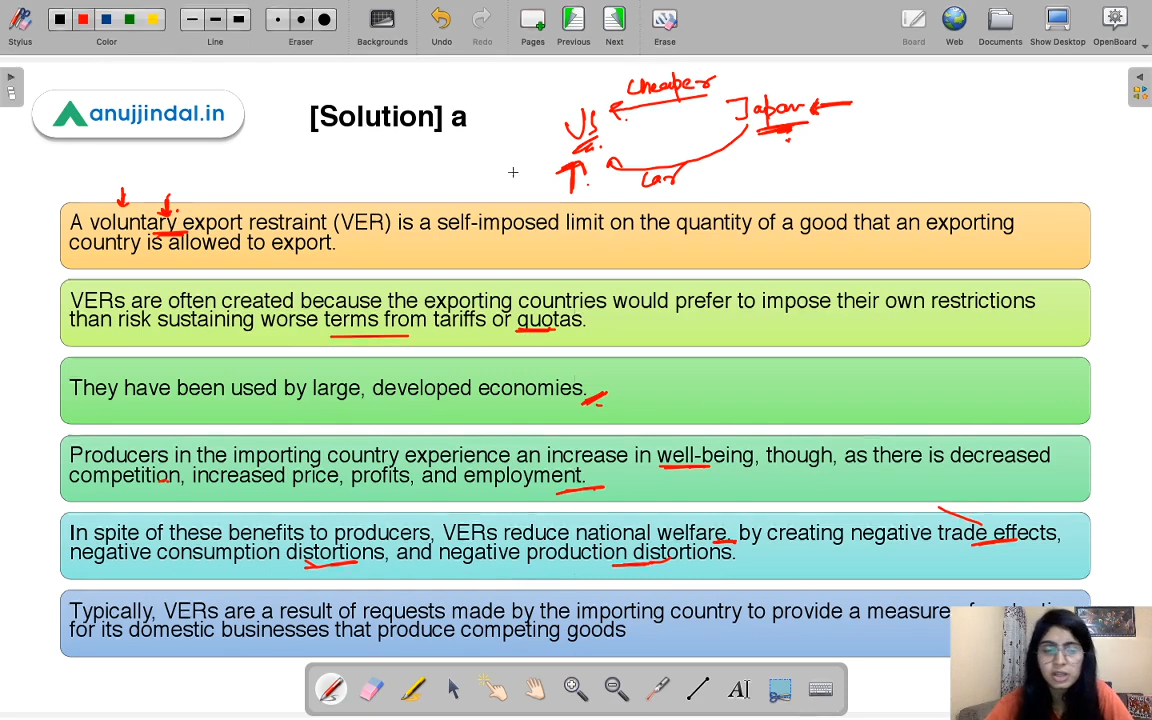 Stylus
Color
Line
Eraser
Backgrounds
Undo
Redo
Pages
Previous
Next
Erase
Board
Web
Documents
Show Desktop
OpenBoard
anujjindal.in
[Solution] a
cheaper
US
Japan
car
A voluntary export restraint (VER) is a self-imposed limit on the quantity of a good that an exporting
country is allowed to export.
VERs are often created because the exporting countries would prefer to impose their own restrictions
than risk sustaining worse terms from tariffs or quotas.
They have been used by large, developed economies.
Producers in the importing country experience an increase in well-being, though, as there is decreased
competition, increased price, profits, and employment.
In spite of these benefits to producers, VERs reduce national welfare, by creating negative trade effects,
negative consumption distortions, and negative production distortions.
Typically, VERs are a result of requests made by the importing country to provide a measure
for its domestic businesses that produce competing goods